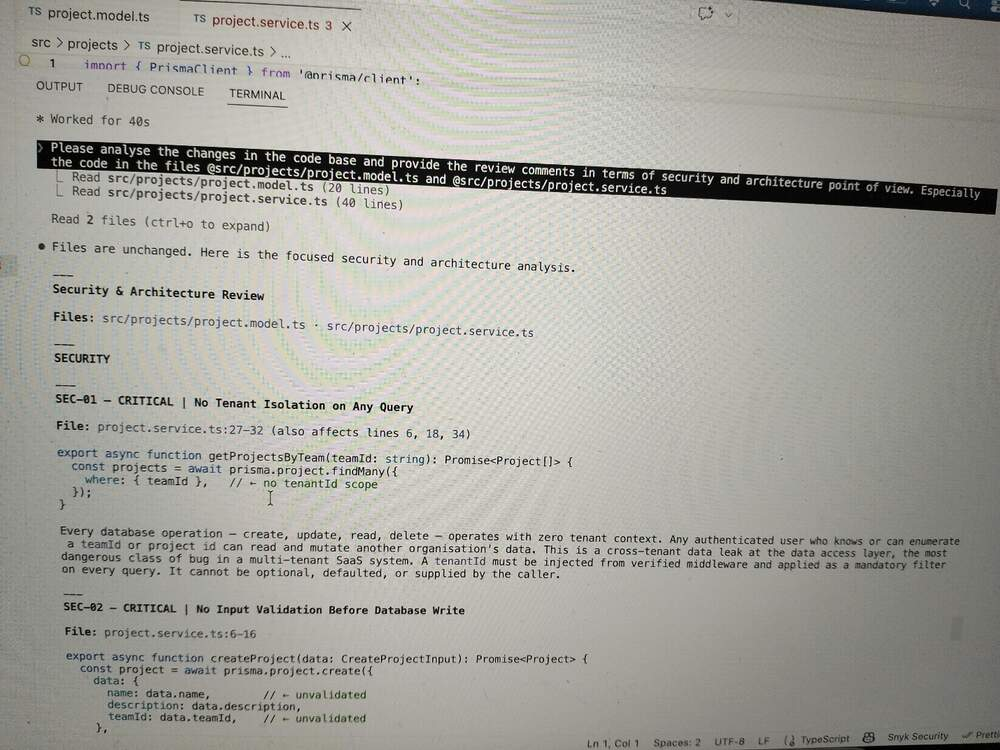 TS project.model.ts
TS project.service.ts 3 ×
src > projects > TS project.service.ts > ...
1 import { PrismaClient } from '@prisma/client';
OUTPUT DEBUG CONSOLE TERMINAL
* Worked for 40s
> Please analyse the changes in the code base and provide the review comments in terms of security and architecture point of view. Especially
the code in the files @src/projects/project.model.ts and @src/projects/project.service.ts
└ Read src/projects/project.model.ts (20 lines)
└ Read src/projects/project.service.ts (40 lines)
Read 2 files (ctrl+o to expand)
● Files are unchanged. Here is the focused security and architecture analysis.
———
Security & Architecture Review
Files: src/projects/project.model.ts · src/projects/project.service.ts
———
SECURITY
———
SEC-01 — CRITICAL | No Tenant Isolation on Any Query
File: project.service.ts:27-32 (also affects lines 6, 18, 34)
export async function getProjectsByTeam(teamId: string): Promise<Project[]> {
const projects = await prisma.project.findMany({
where: { teamId }, // ← no tenantId scope
});
}
Every database operation — create, update, read, delete — operates with zero tenant context. Any authenticated user who knows or can enumerate
a teamId or project id can read and mutate another organisation's data. This is a cross-tenant data leak at the data access layer, the most
dangerous class of bug in a multi-tenant SaaS system. A tenantId must be injected from verified middleware and applied as a mandatory filter
on every query. It cannot be optional, defaulted, or supplied by the caller.
———
SEC-02 — CRITICAL | No Input Validation Before Database Write
File: project.service.ts:6-16
export async function createProject(data: CreateProjectInput): Promise<Project> {
const project = await prisma.project.create({
data: {
name: data.name, // ← unvalidated
description: data.description,
teamId: data.teamId, // ← unvalidated
},
Ln 1, Col 1 Spaces: 2 UTF-8 LF {} TypeScript Snyk Security